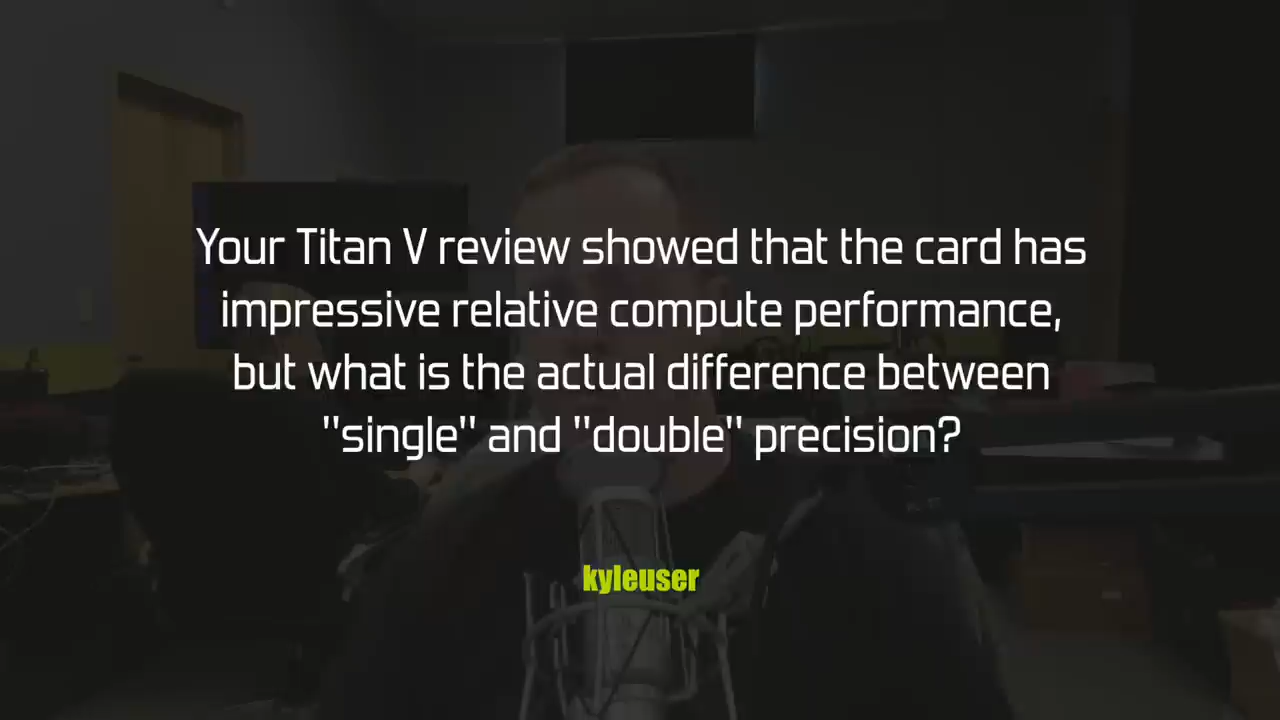 Your Titan V review showed that the card has
impressive relative compute performance,
but what is the actual difference between
"single" and "double" precision?
kyleuser